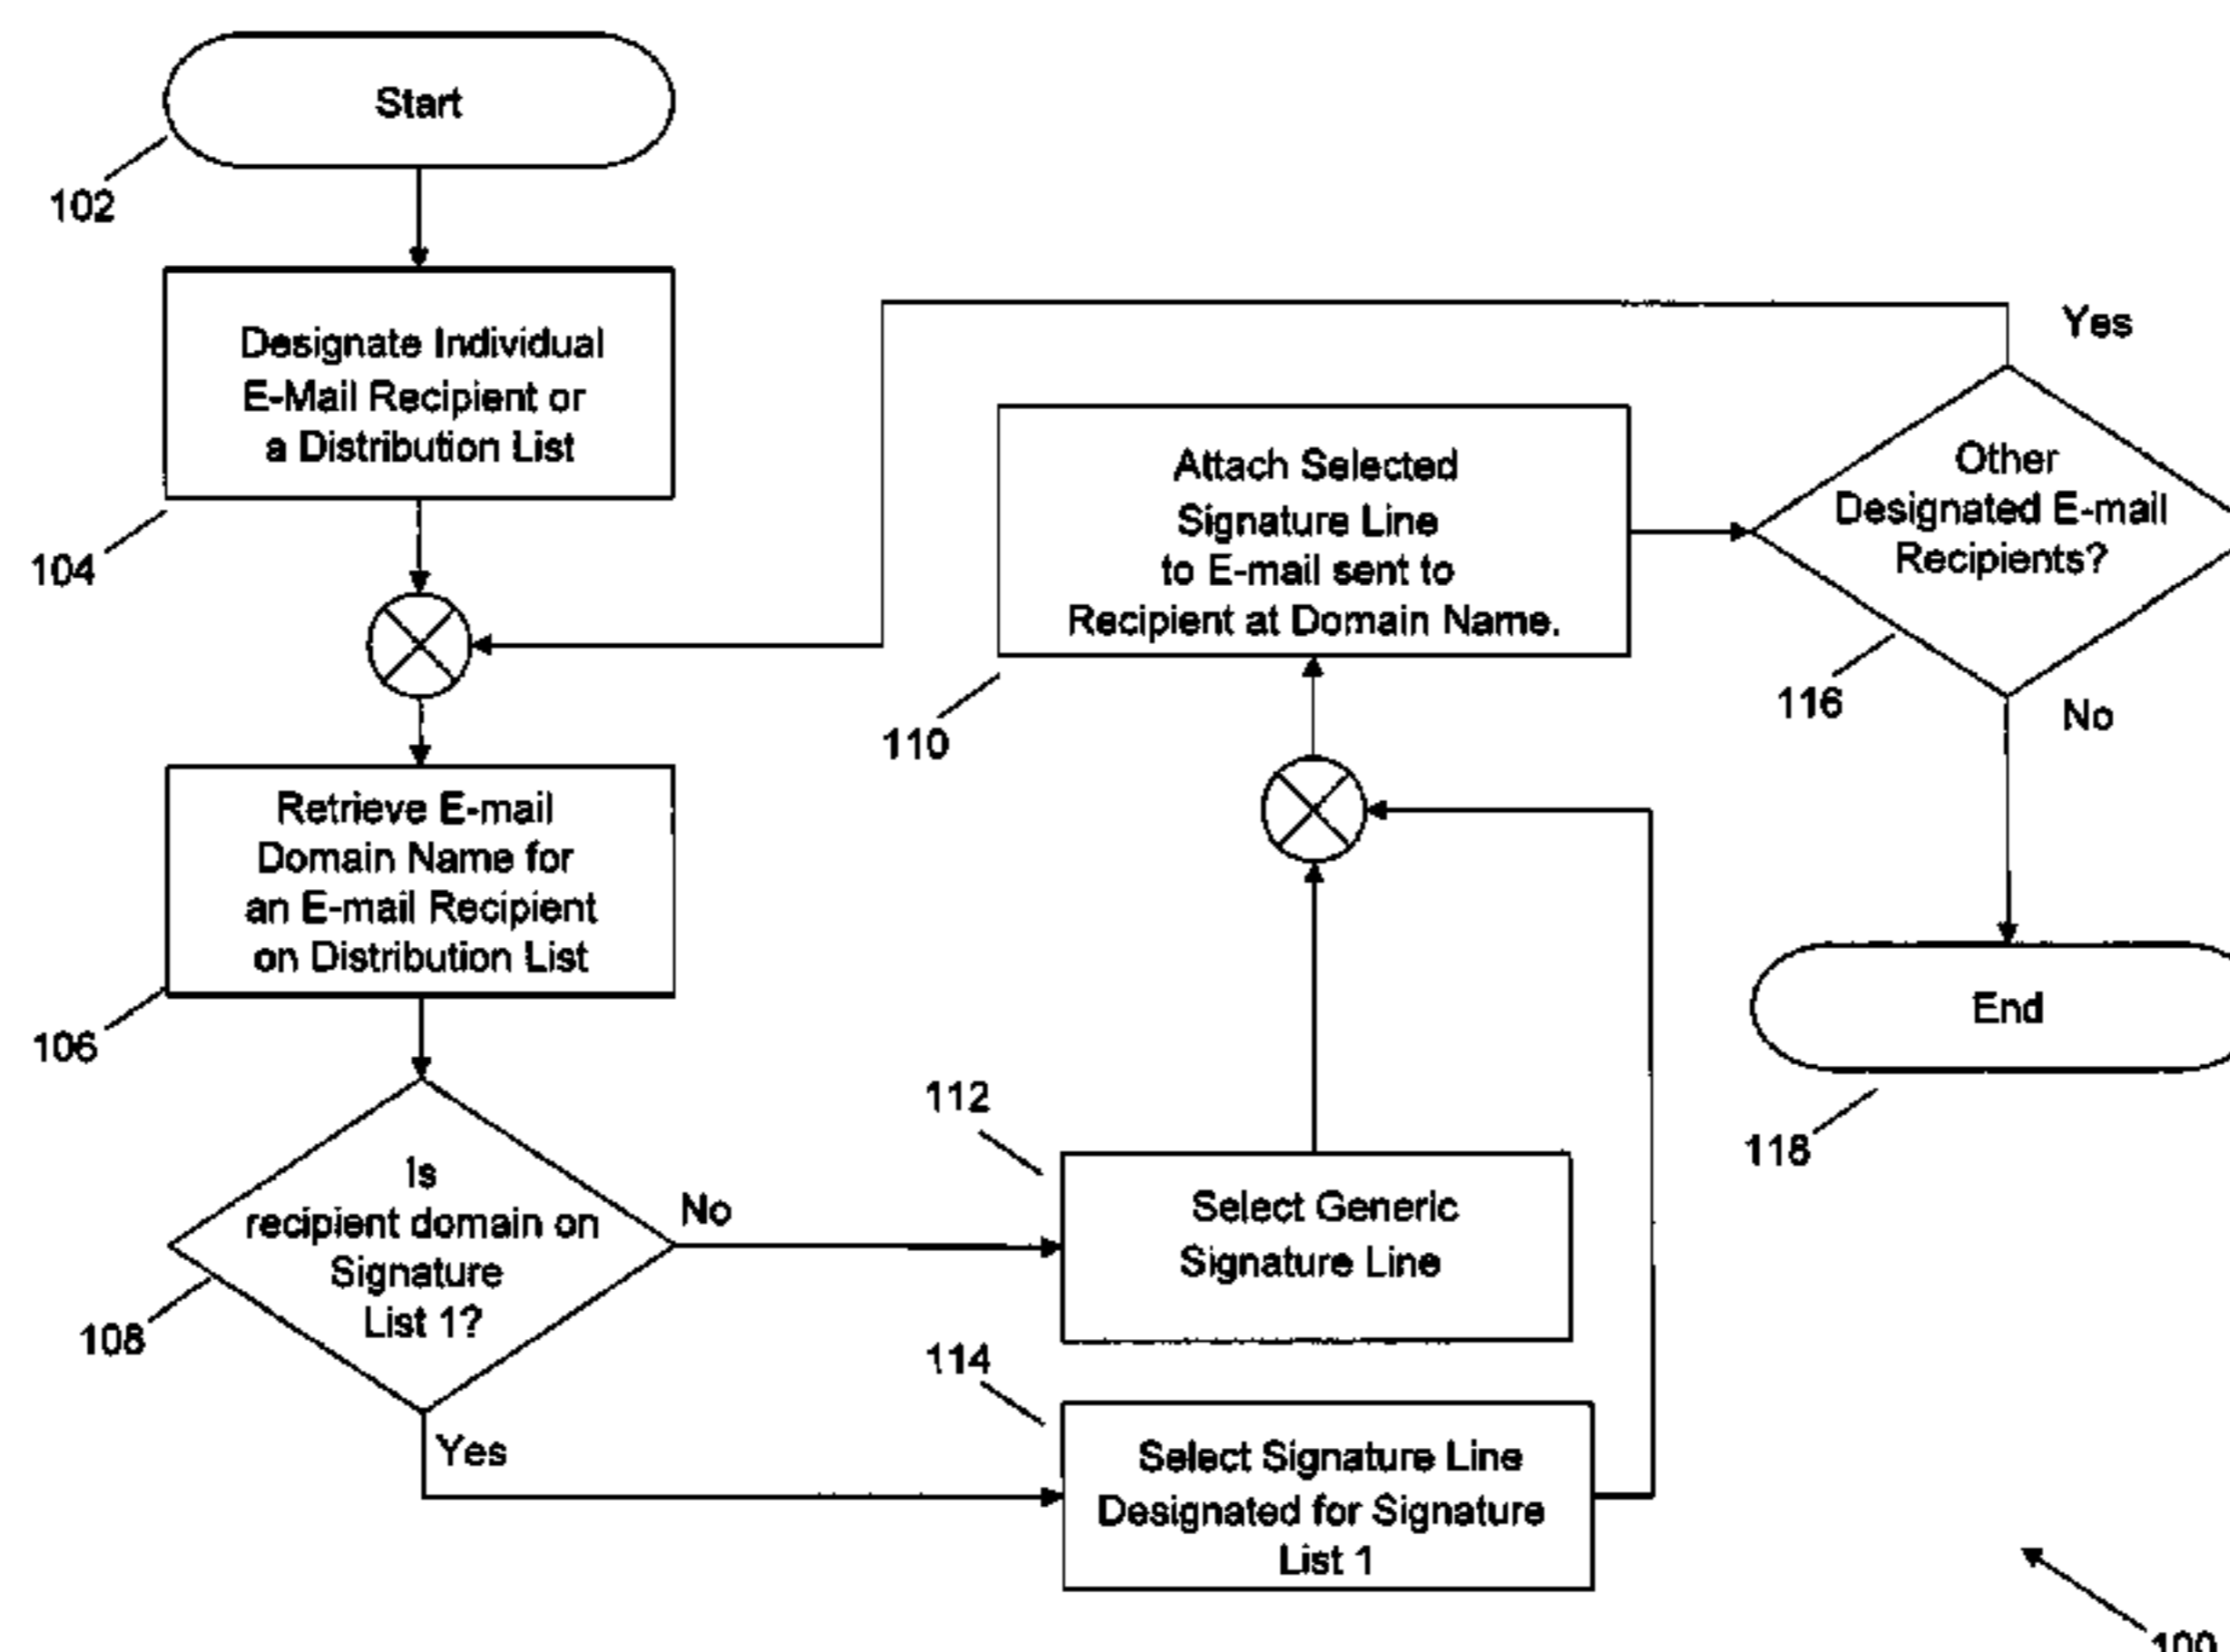 Start
102
Designate Individual
E-Mail Recipient or
a Distribution List
104
Retrieve E-mail
Domain Name for
an E-mail Recipient
on Distribution List
106
Is
recipient domain on
Signature
List 1?
108
No
Yes
112
Select Generic
Signature Line
114
Select Signature Line
Designated for Signature
List 1
Attach Selected
Signature Line
to E-mail sent to
Recipient at Domain Name.
110
Yes
Other
Designated E-mail
Recipients?
116
No
End
118